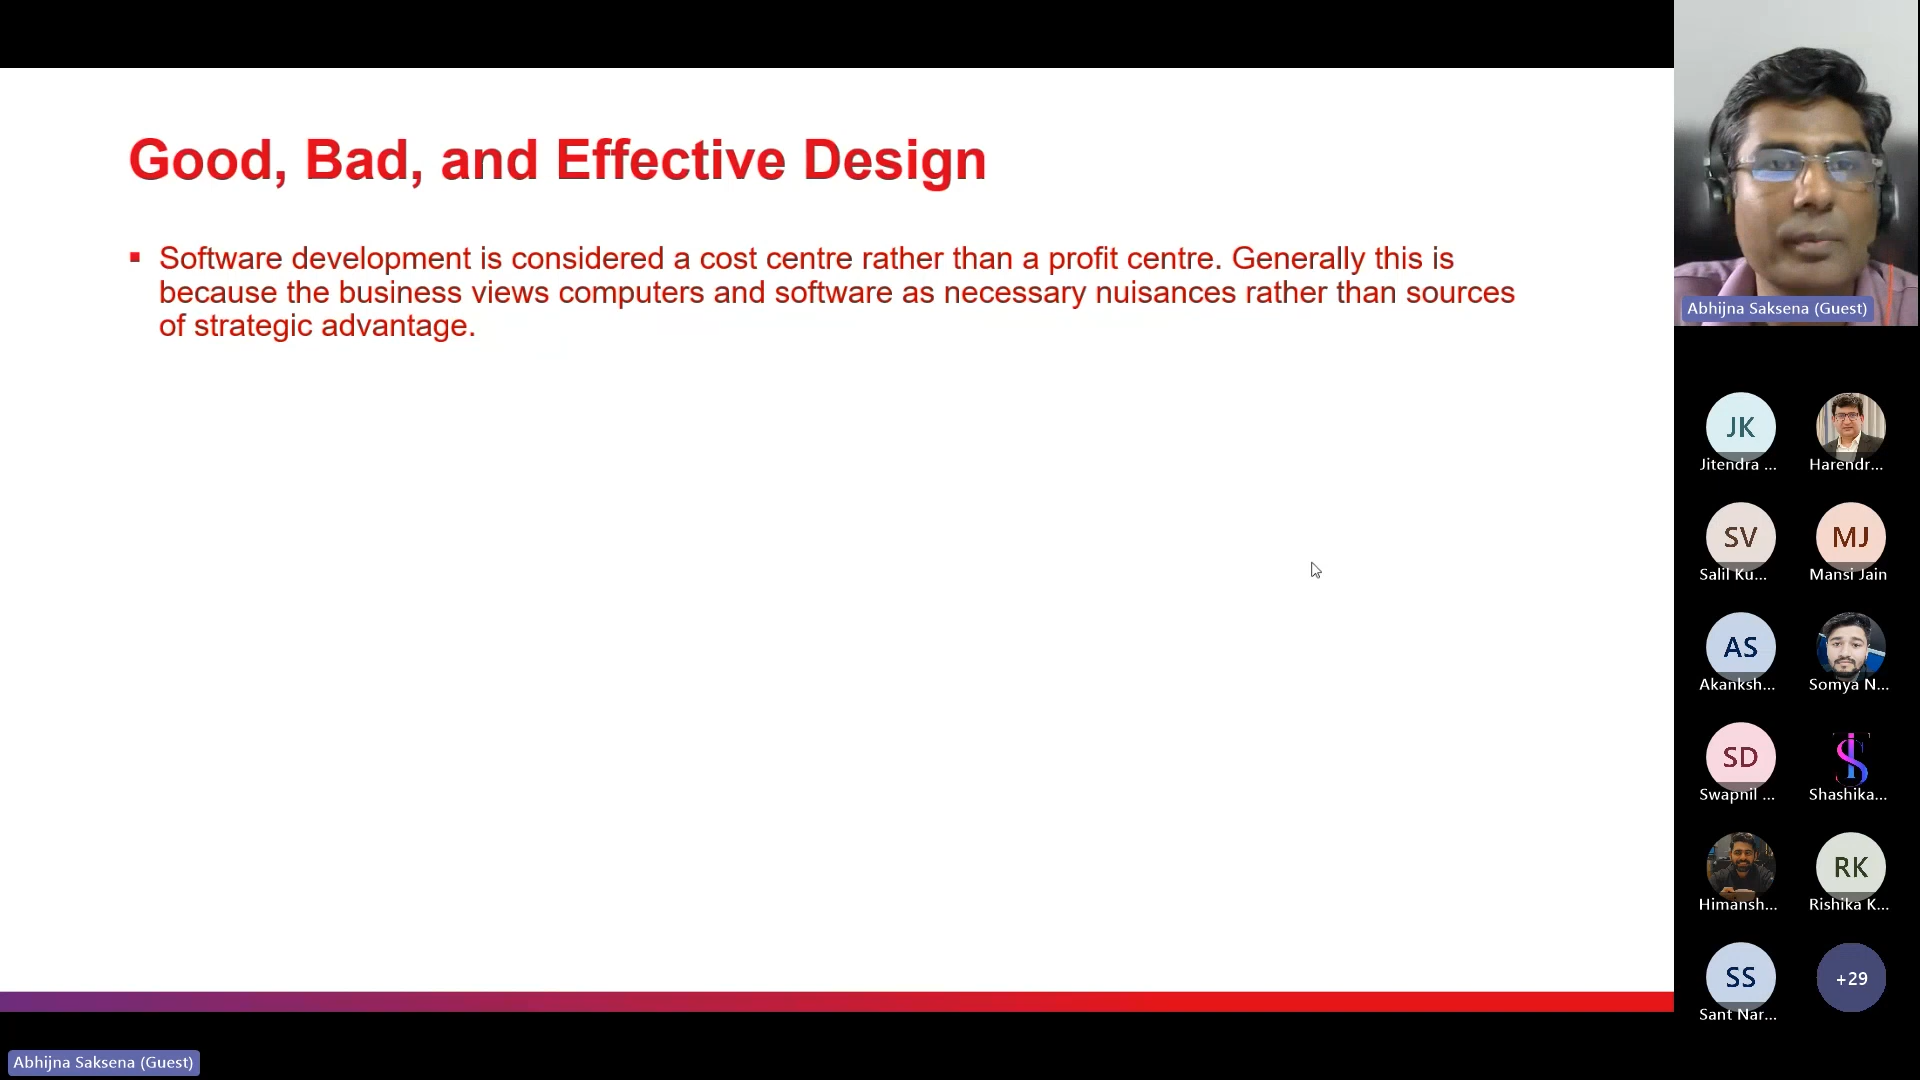 Good, Bad, and Effective Design
Software development is considered a cost centre rather than a profit centre. Generally this is
because the business views computers and software as necessary nuisances rather than sources
of strategic advantage.
Abhijna Saksena (Guest)
JK
Jitendra ...
Harendr...
SV
Salil Ku...
MJ
Mansi Jain
AS
Akanksh...
Somya N...
SD
Swapnil ...
Shashika...
Himansh...
RK
Rishika K...
SS
Sant Nar...
+29
Abhijna Saksena (Guest)